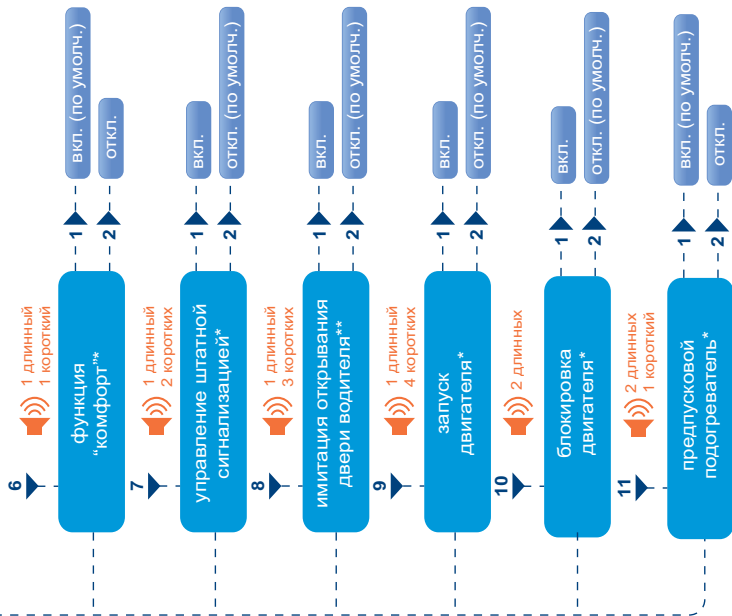 6
1 длинный
1 короткий
функция
“комфорт”*
1
вкл. (по умолч.)
2
откл.
7
1 длинный
2 коротких
управление штатной
сигнализацией*
1
вкл.
2
откл. (по умолч.)
8
1 длинный
3 коротких
имитация открывания
двери водителя**
1
вкл.
2
откл. (по умолч.)
9
1 длинный
4 коротких
запуск
двигателя*
1
вкл.
2
откл. (по умолч.)
10
2 длинных
блокировка
двигателя*
1
вкл.
2
откл. (по умолч.)
11
2 длинных
1 короткий
предпусковой
подогреватель*
1
вкл. (по умолч.)
2
откл.